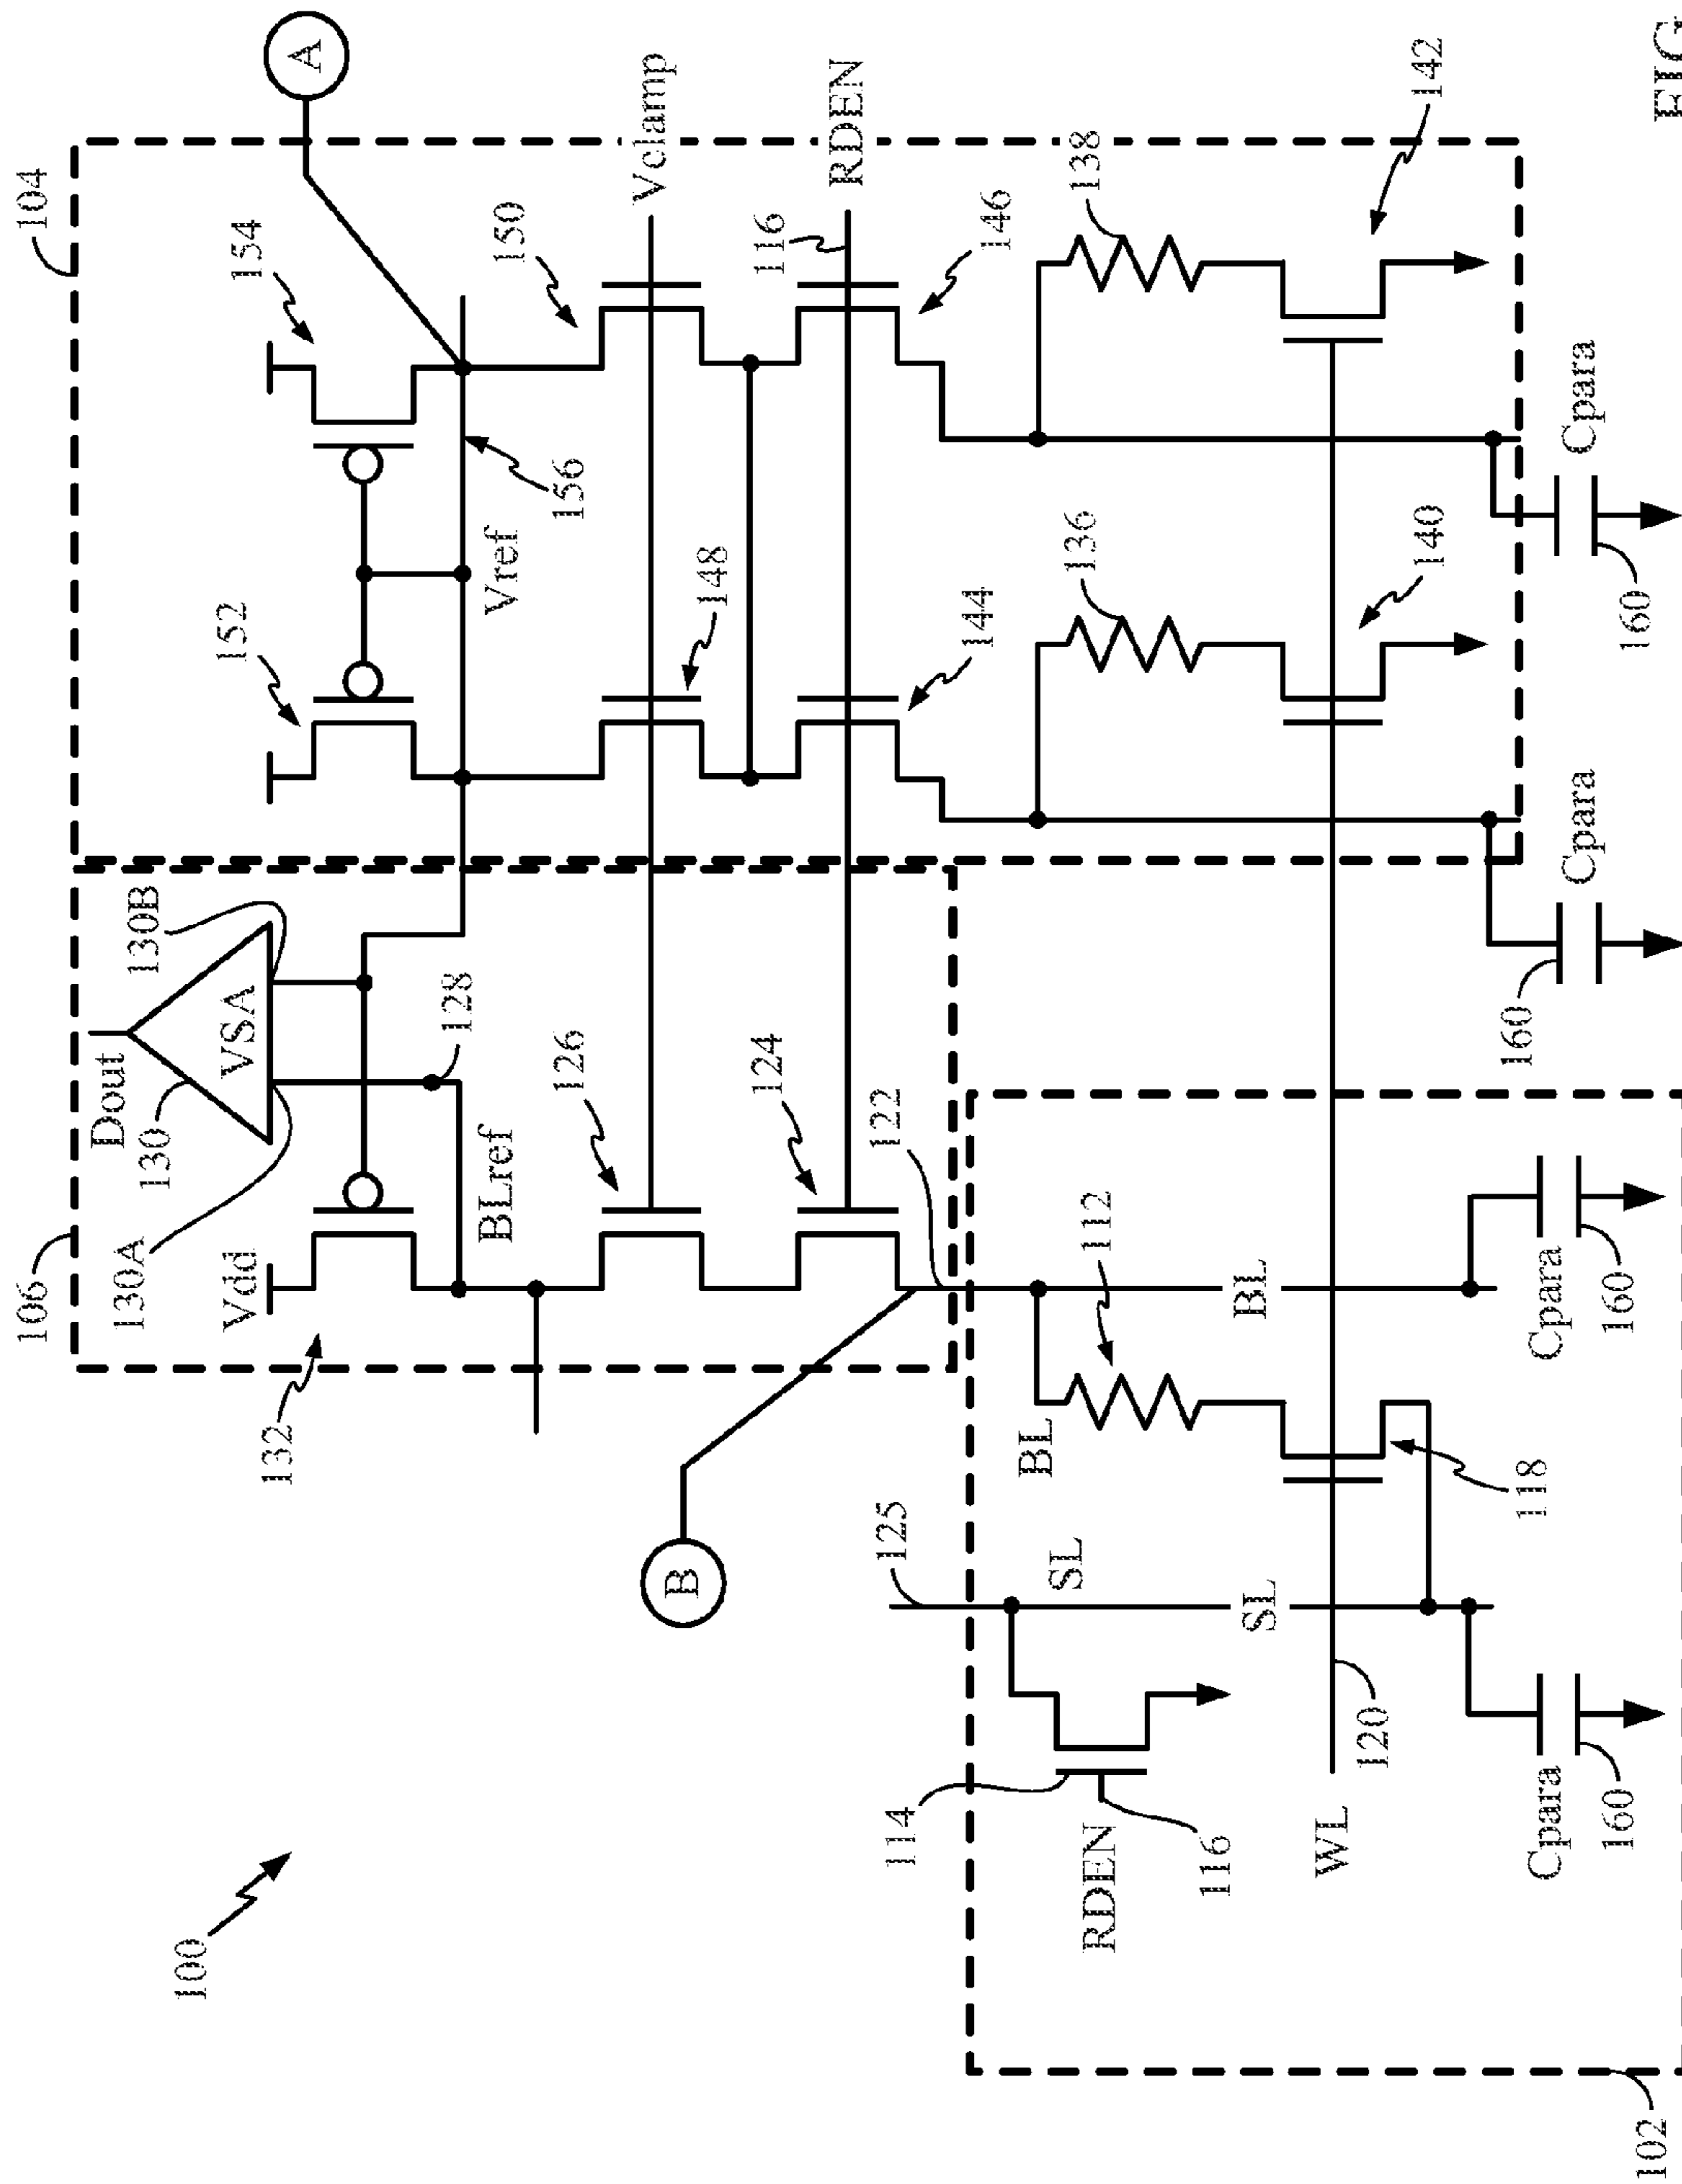 100
106
104
Dout
130
VSA
130B
130A
Vdd
132
BLref
128
126
124
122
152
154
A
Vref
156
150
148
Vclamp
116
RDEN
144
146
B
125
114
116
RDEN
SL
SL
BL
112
BL
WL
120
118
136
138
140
142
Cpara
160
Cpara
160
Cpara
160
Cpara
160
102
FIG